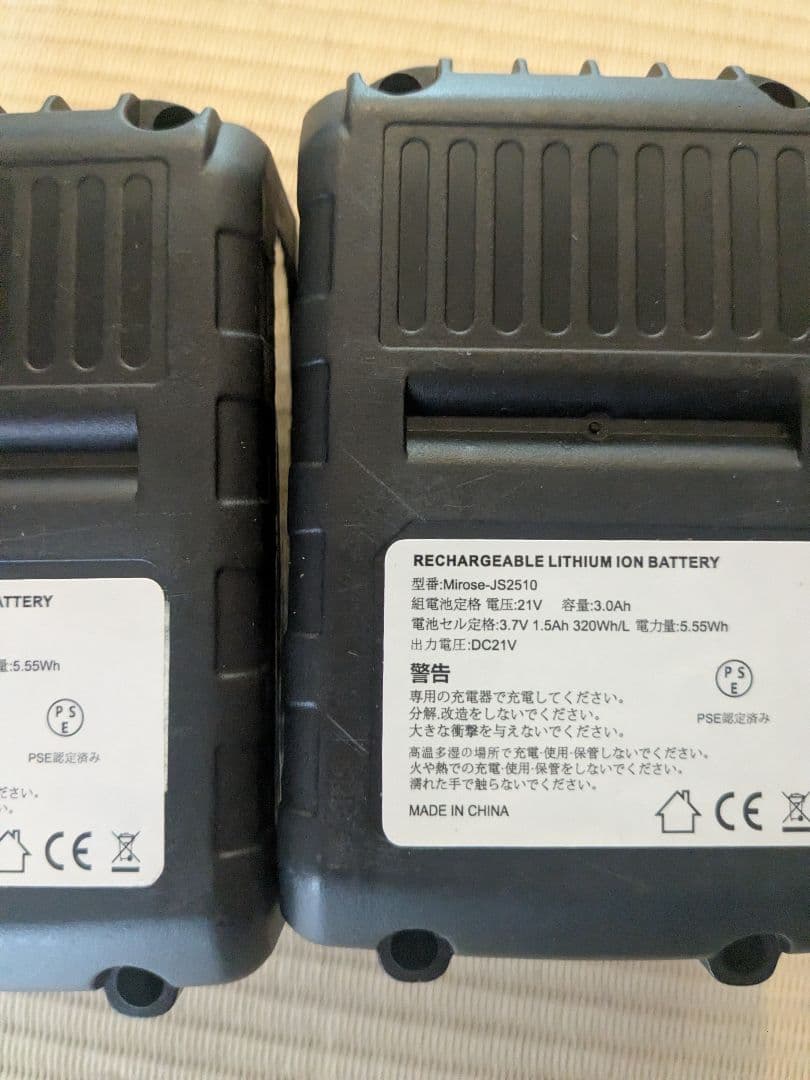 ATTERY
量:5.55Wh
PSE
PSE認定済み
ださい。
い。
CE
RECHARGEABLE LITHIUM ION BATTERY
型番:Mirose-JS2510
組電池定格 電圧:21V 容量:3.0Ah
電池セル定格:3.7V 1.5Ah 320Wh/L 電力量:5.55Wh
出力電圧:DC21V
警告
専用の充電器で充電してください。
分解.改造をしないでください。
大きな衝撃を与えないでください。
PSE
PSE認定済み
高温多湿の場所で充電·使用·保管しないでください。
火や熱での充電·使用·保管をしないでください。
濡れた手で触らないでください。
MADE IN CHINA
CE